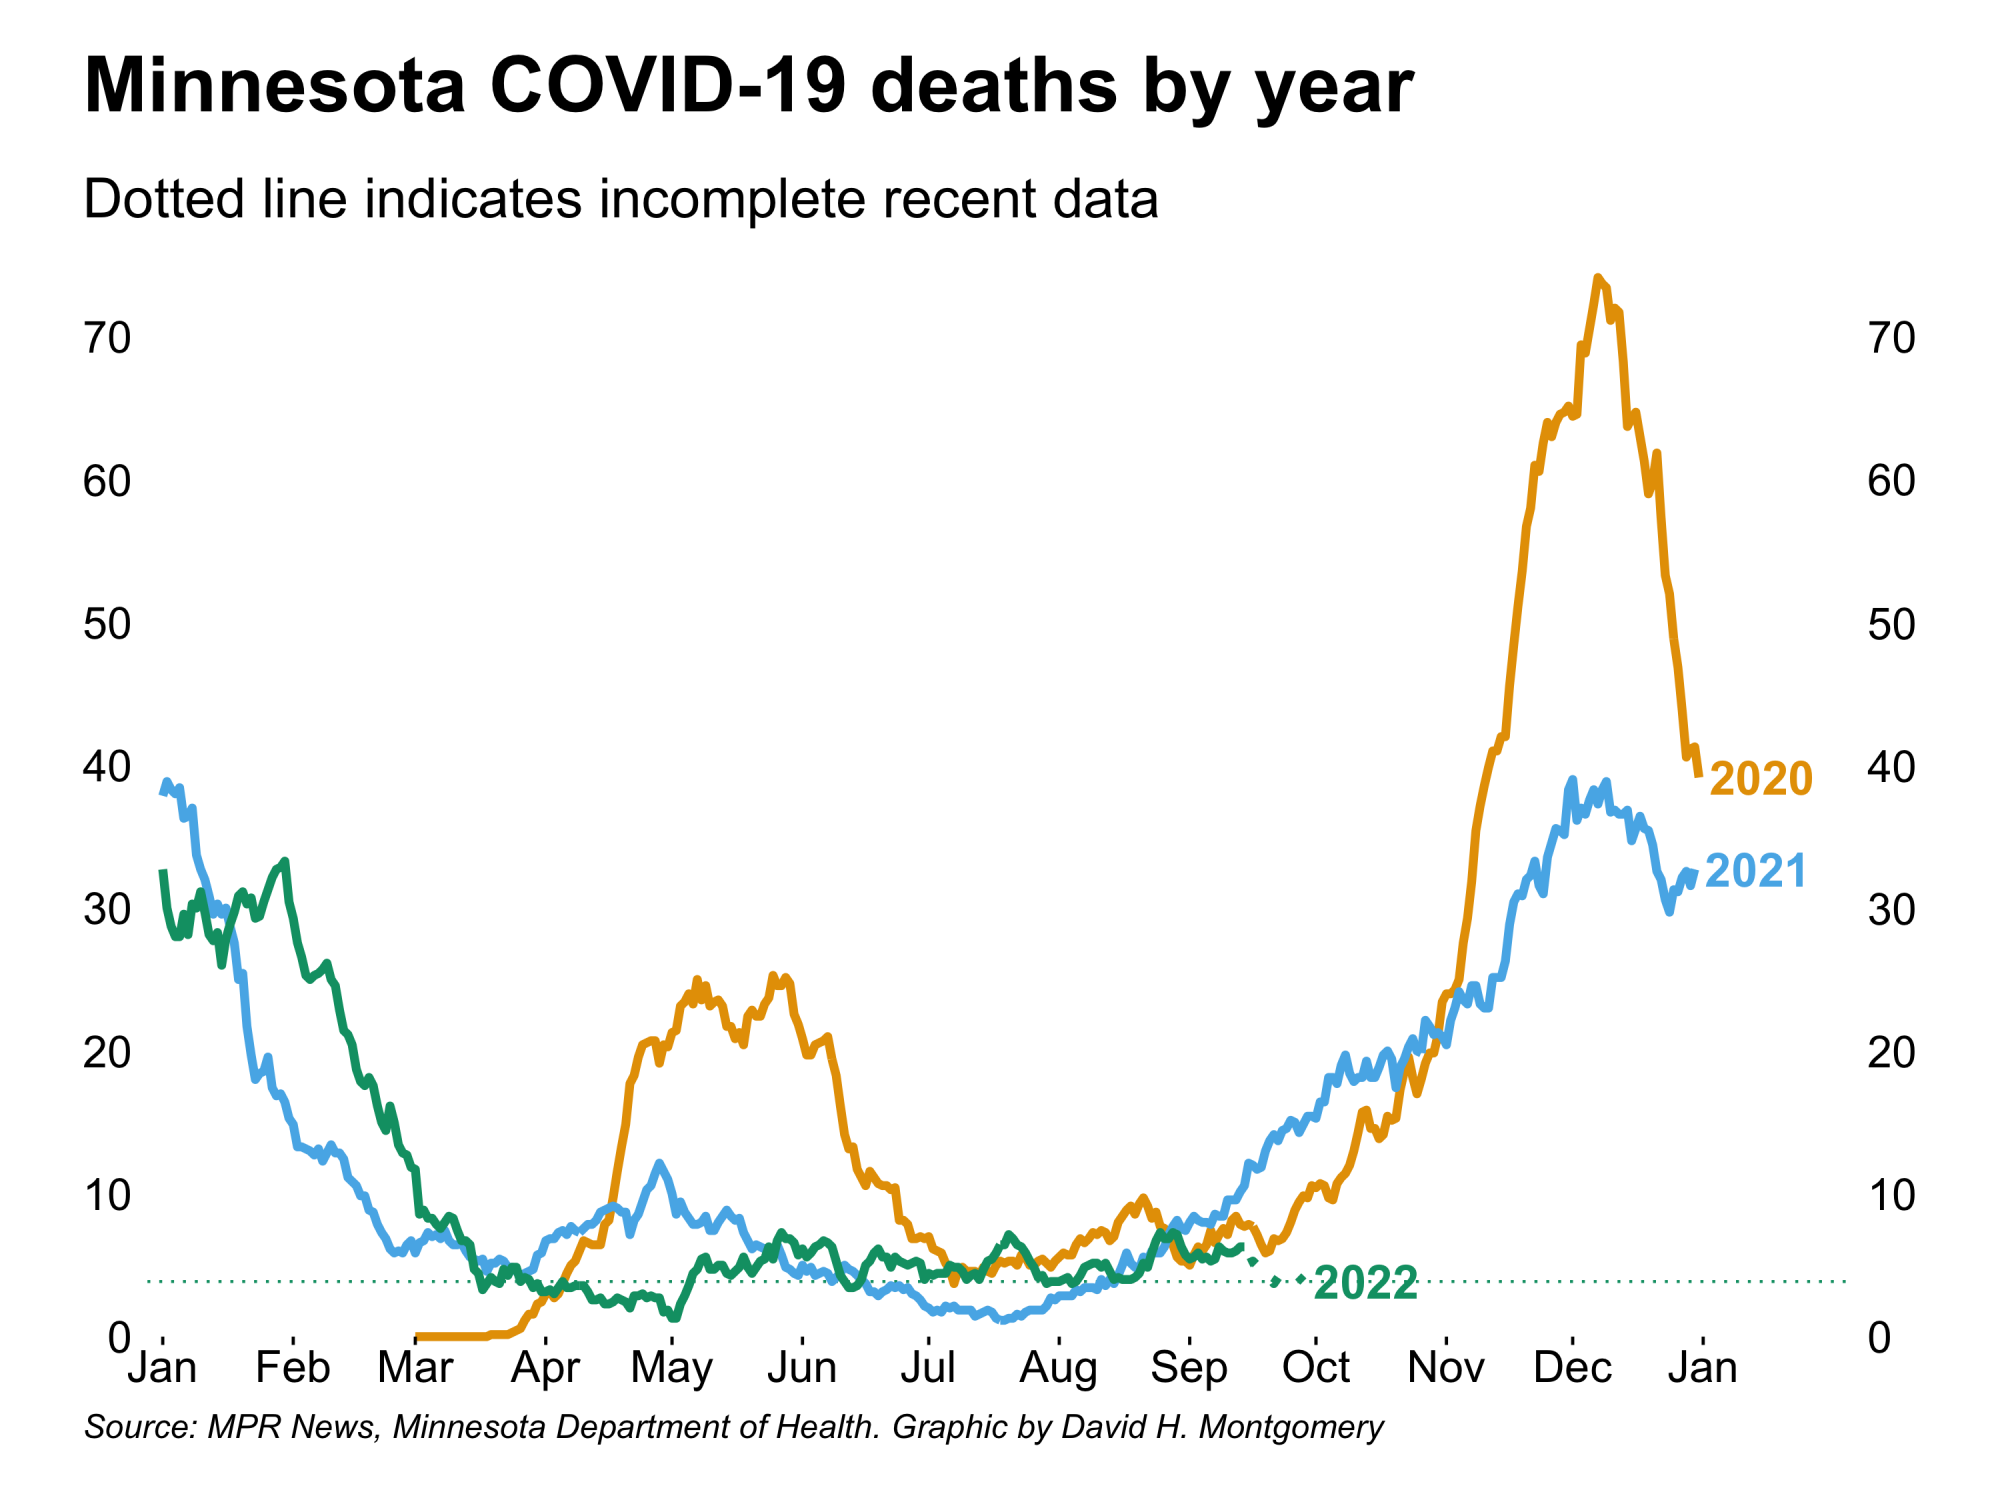 Minnesota COVID-19 deaths by year
Dotted line indicates incomplete recent data
70 70
60 60
50 50
40 40
2020
2021
30 30
20 20
10 10
2022
0 0
Jan Feb Mar Apr May Jun Jul Aug Sep Oct Nov Dec Jan
Source: MPR News, Minnesota Department of Health. Graphic by David H. Montgomery